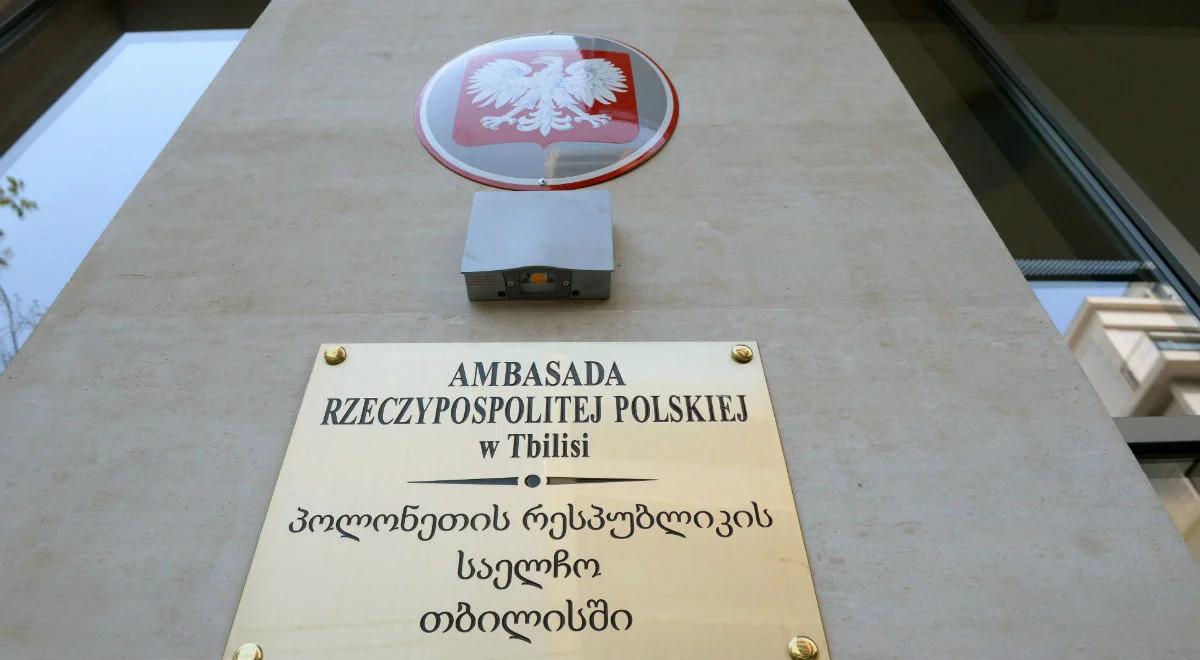 AMBASADA
RZECZYPOSPOLITEJ POLSKIEJ
w Tbilisi
პოლონეთის რესპუბლიკის
საელჩო
თბილისში